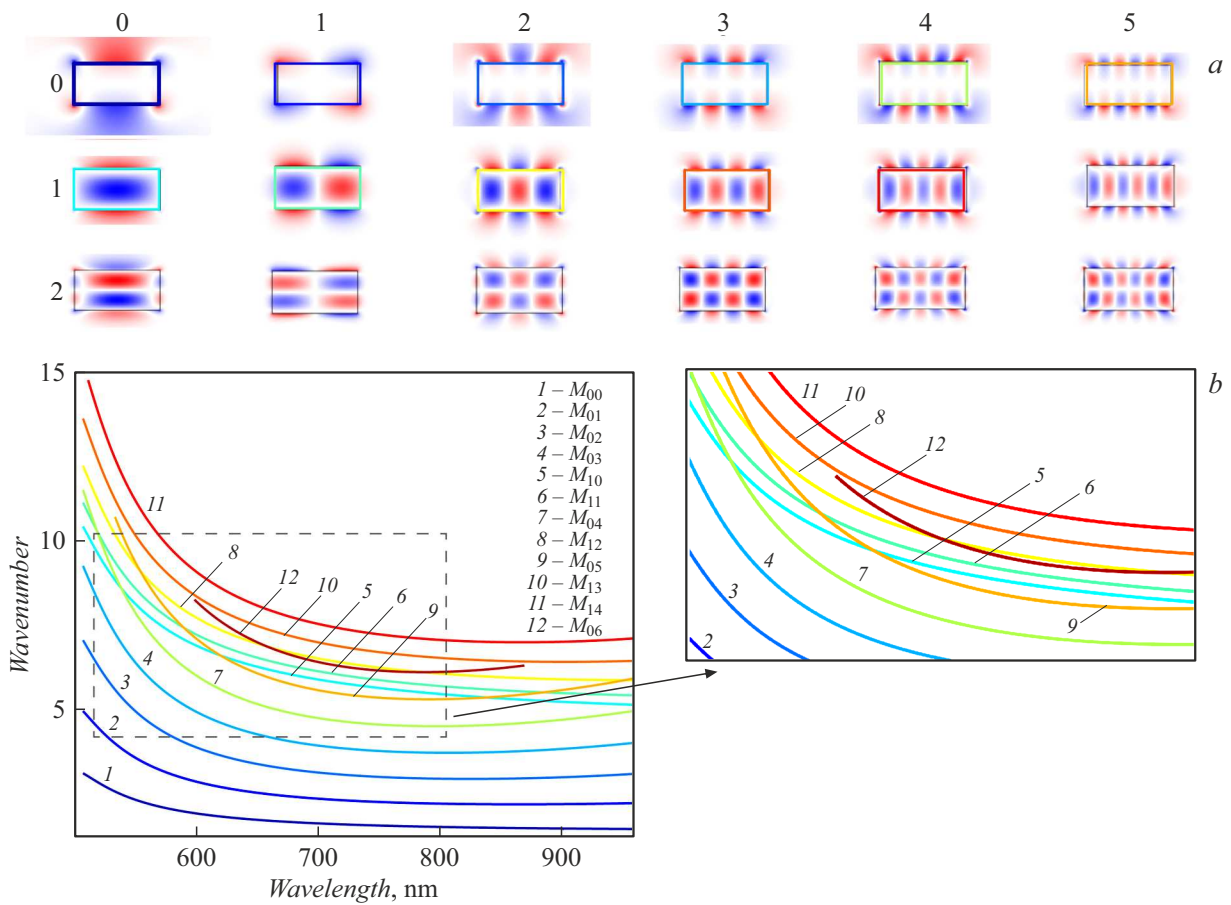 0 1 2 3 4 5
a
0
1
2
15
10
5
Wavenumber
600 700 800 900
Wavelength, nm
1 – M00
2 – M01
3 – M02
4 – M03
5 – M10
6 – M11
7 – M04
8 – M12
9 – M05
10 – M13
11 – M14
12 – M06
11
8
12
10
5
6
9
4
7
3
2
1
b
11
10
8
12
5
6
4
7
3
9
2